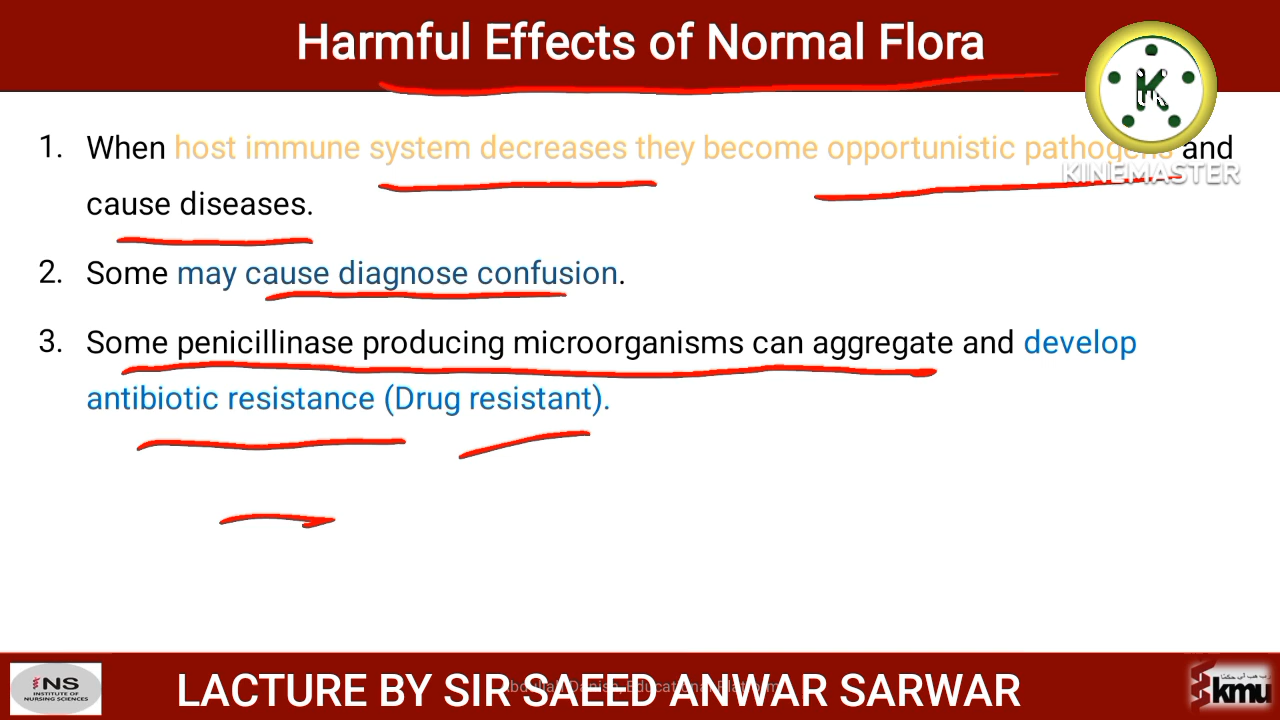 Harmful Effects of Normal Flora
K
UR
KINEMASTER
1. When host immune system decreases they become opportunistic pathogens and
cause diseases.
2. Some may cause diagnose confusion.
3. Some penicillinase producing microorganisms can aggregate and develop
antibiotic resistance (Drug resistant).
INS
INSTITUTE OF
NURSING SCIENCES
LACTURE BY SIR SAEED ANWAR SARWAR
kmu